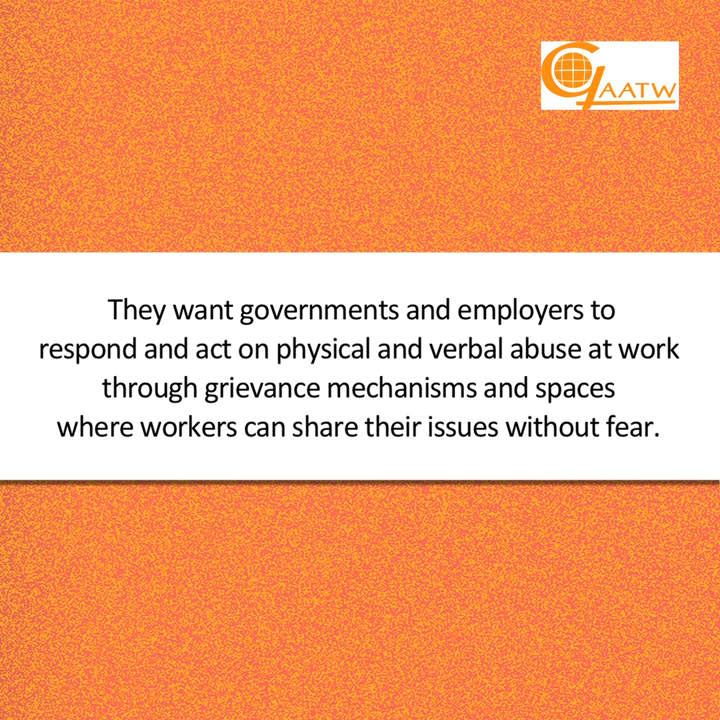 GAATW
They want governments and employers to
respond and act on physical and verbal abuse at work
through grievance mechanisms and spaces
where workers can share their issues without fear.